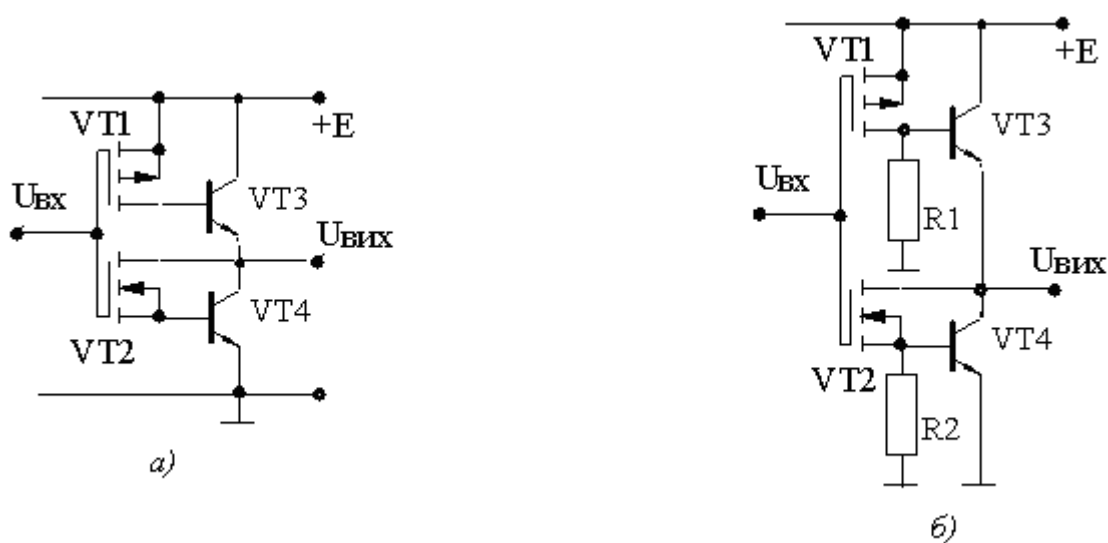 VT1
+E
VT3
Uвх
Uвих
VT4
VT2
а)
VT1
+E
VT3
Uвх
R1
Uвих
VT4
VT2
R2
б)